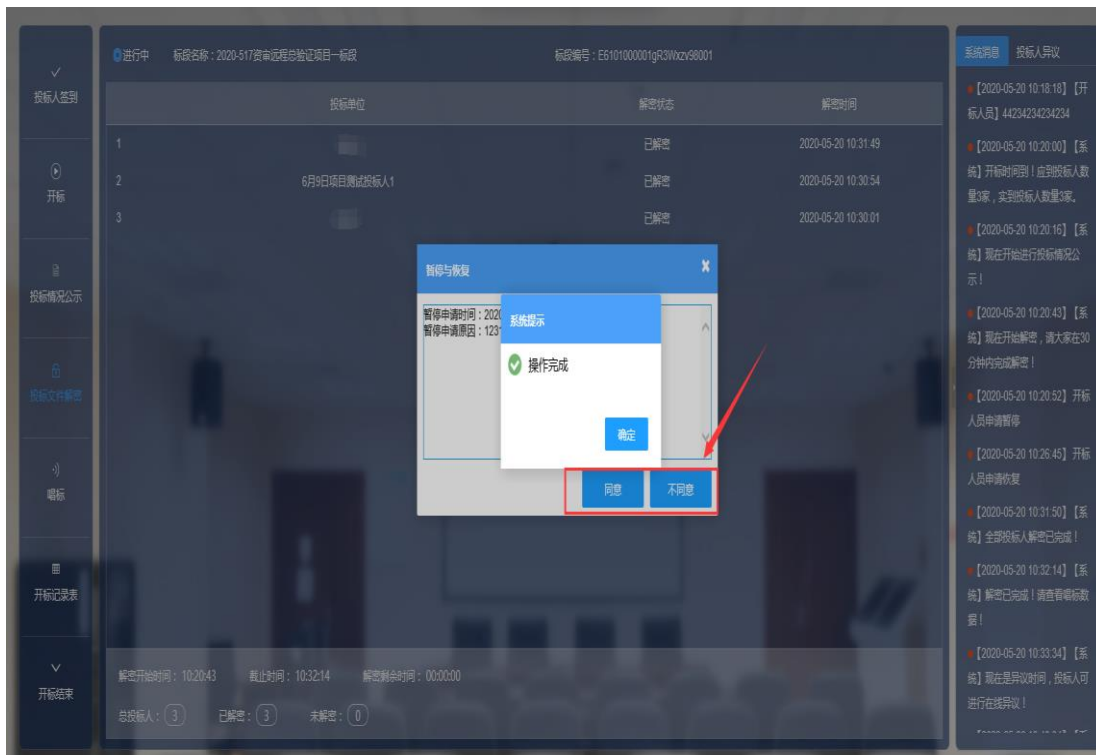 投标人签到
开标
投标情况公示
投标文件解密
唱标
开标记录表
开标结束
进行中 标段名称：2020-517资审远程总验证项目一标段 标段编号：E6101000001gR3Wxzv98001
投标单位 解密状态 解密时间
1 已解密 2020-05-20 10:31:49
2 6月9日项目测试投标人1 已解密 2020-05-20 10:30:54
3 已解密 2020-05-20 10:30:01
暂停与恢复
暂停申请时间：2020
暂停申请原因：1231
系统提示
操作完成
确定
同意 不同意
解密开始时间：10:20:43 截止时间：10:32:14 解密剩余时间：00:00:00
总投标人：3 已解密：3 未解密：0
系统消息 投标人异议
【2020-05-20 10:18:18】【开
标人员】44234234234234
【2020-05-20 10:20:00】【系
统】开标时间到！应到投标人数
量3家，实到投标人数量3家。
【2020-05-20 10:20:16】【系
统】现在开始进行投标情况公
示！
【2020-05-20 10:20:43】【系
统】现在开始解密，请大家在30
分钟内完成解密！
【2020-05-20 10:20:52】开标
人员申请暂停
【2020-05-20 10:26:45】开标
人员申请恢复
【2020-05-20 10:31:50】【系
统】全部投标人解密已完成！
【2020-05-20 10:32:14】【系
统】解密已完成！请查看唱标数
据！
【2020-05-20 10:33:34】【系
统】现在是异议时间，投标人可
进行在线异议！